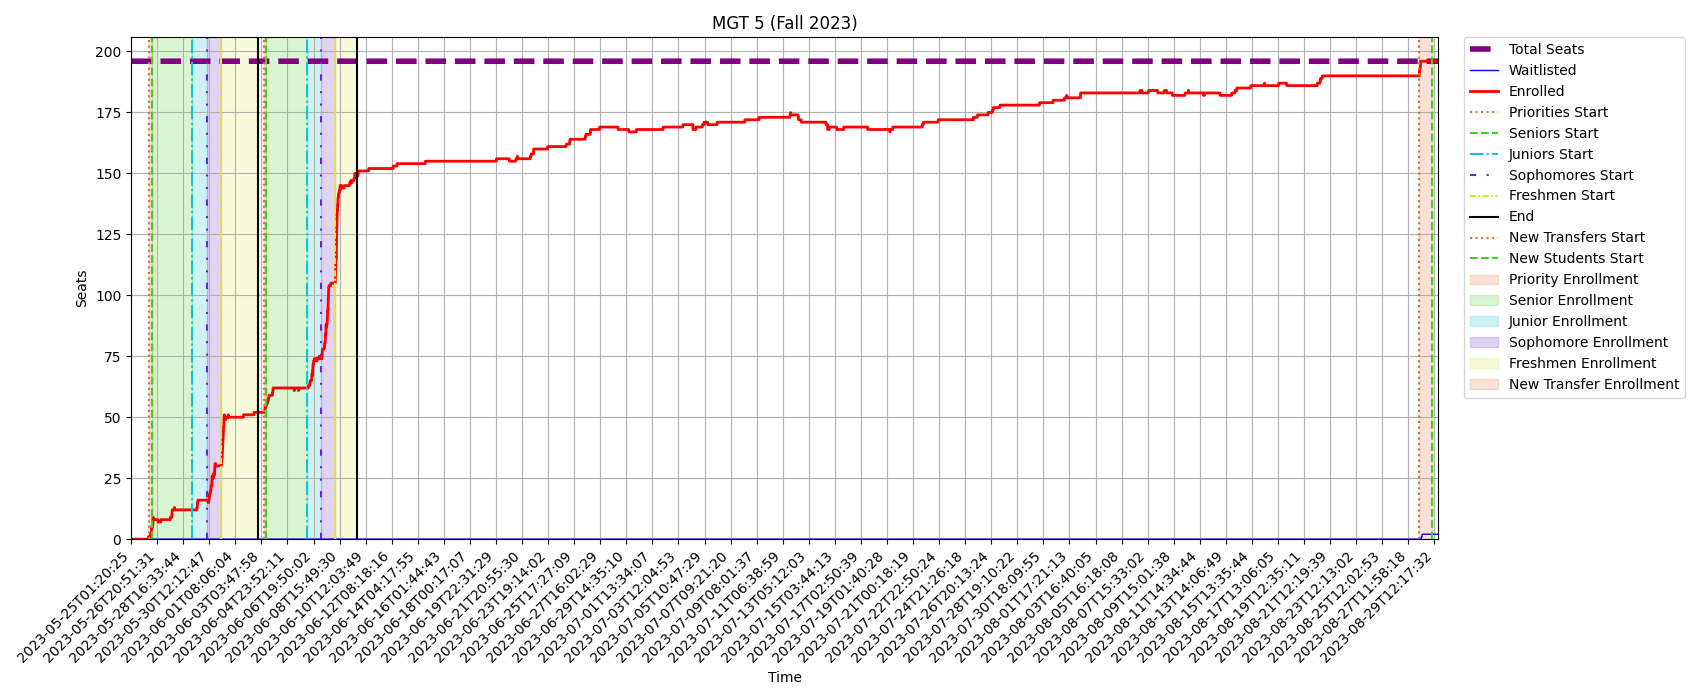 MGT 5 (Fall 2023)
200
175
150
125
100
75
50
25
0
Seats
2023-05-25T01:20:25
2023-05-26T20:51:31
2023-05-28T16:33:44
2023-05-30T12:12:47
2023-06-01T08:06:04
2023-06-03T03:47:58
2023-06-04T23:52:11
2023-06-06T19:50:02
2023-06-08T15:49:30
2023-06-10T12:03:49
2023-06-12T08:18:16
2023-06-14T04:17:55
2023-06-16T01:44:43
2023-06-18T00:17:07
2023-06-19T22:31:29
2023-06-21T20:55:30
2023-06-23T19:14:02
2023-06-25T17:27:09
2023-06-27T16:02:29
2023-06-29T14:35:10
2023-07-01T13:34:07
2023-07-03T12:04:53
2023-07-05T10:47:29
2023-07-07T09:21:20
2023-07-09T08:01:37
2023-07-11T06:38:59
2023-07-13T05:12:03
2023-07-15T03:44:13
2023-07-17T02:50:39
2023-07-19T01:40:28
2023-07-21T00:18:19
2023-07-22T22:50:24
2023-07-24T21:26:18
2023-07-26T20:13:24
2023-07-28T19:10:22
2023-07-30T18:09:55
2023-08-01T17:21:13
2023-08-03T16:40:05
2023-08-05T16:18:08
2023-08-07T15:33:02
2023-08-09T15:01:38
2023-08-11T14:34:44
2023-08-13T14:06:49
2023-08-15T13:35:44
2023-08-17T13:06:05
2023-08-19T12:35:11
2023-08-21T12:19:39
2023-08-23T12:13:02
2023-08-25T12:02:53
2023-08-27T11:58:18
2023-08-29T12:17:32
Time
Total Seats
Waitlisted
Enrolled
Priorities Start
Seniors Start
Juniors Start
Sophomores Start
Freshmen Start
End
New Transfers Start
New Students Start
Priority Enrollment
Senior Enrollment
Junior Enrollment
Sophomore Enrollment
Freshmen Enrollment
New Transfer Enrollment